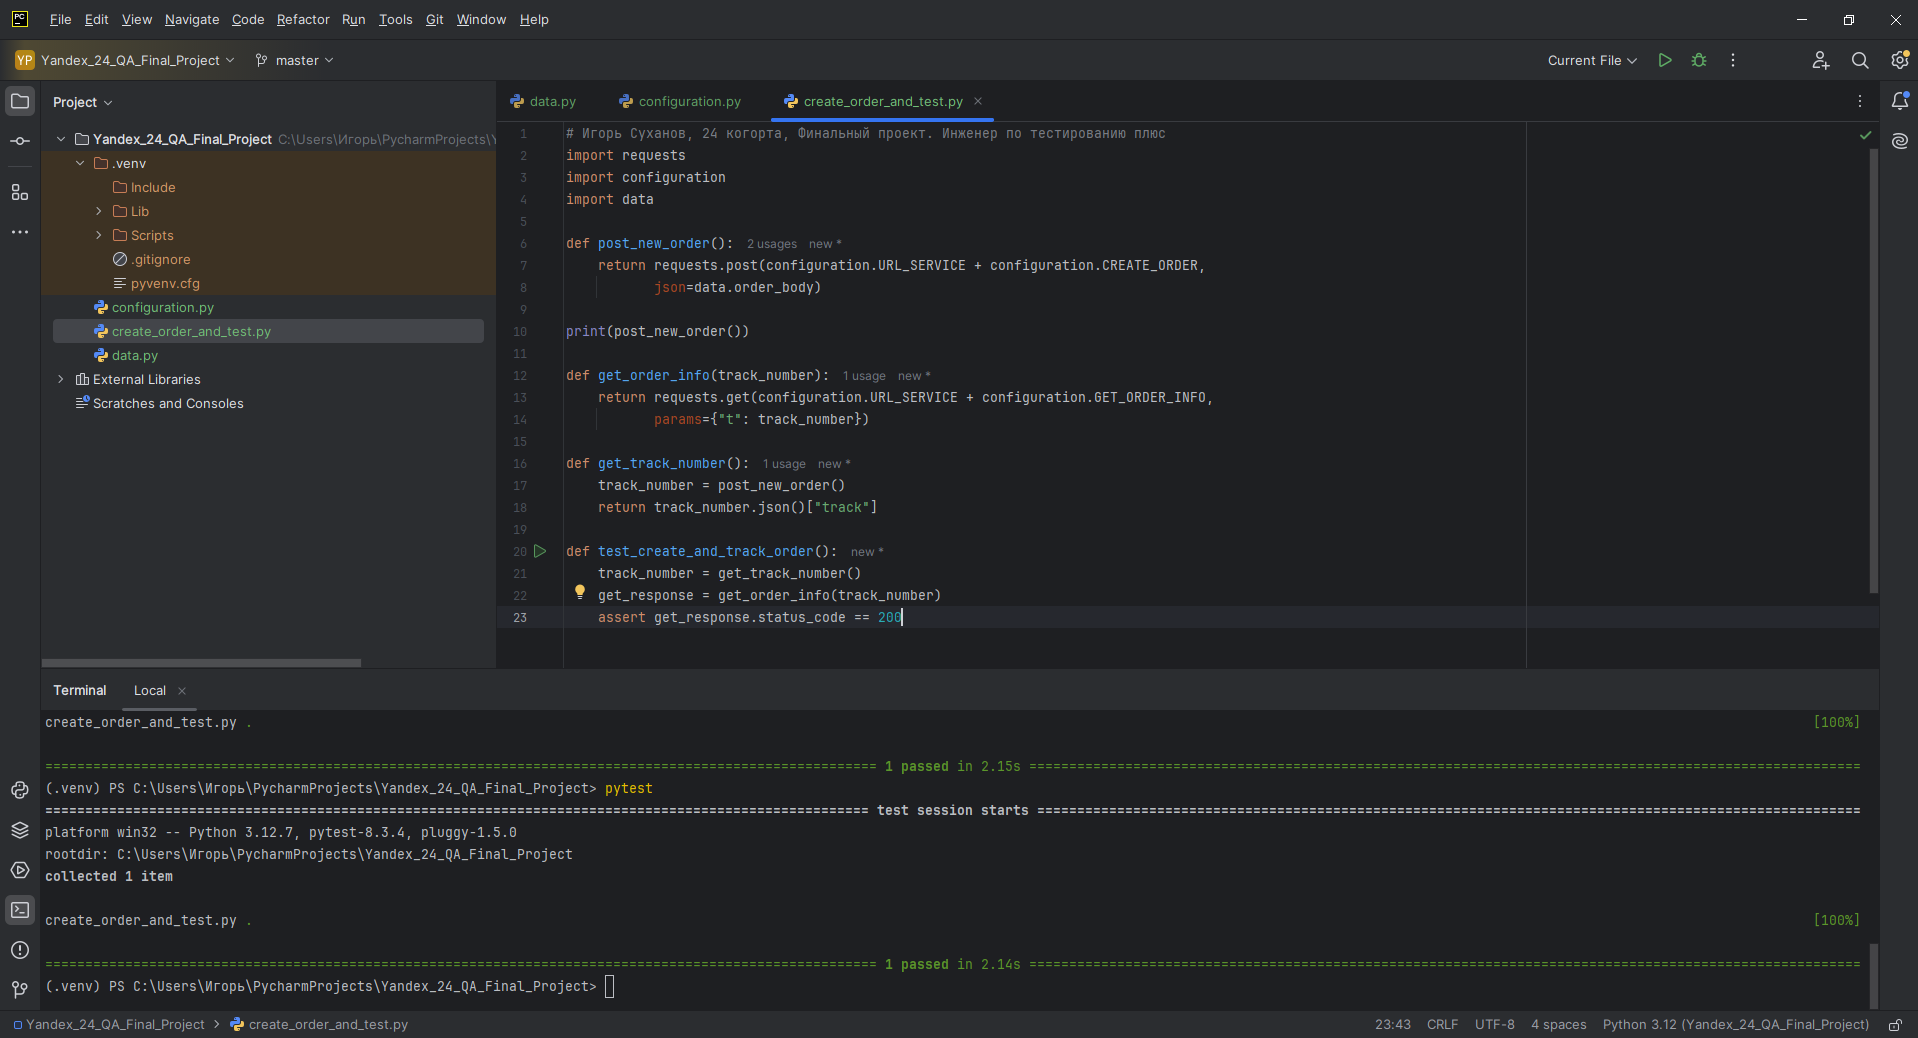 PC
File Edit View Navigate Code Refactor Run Tools Git Window Help
YP Yandex_24_QA_Final_Project master Current File
Project
data.py configuration.py create_order_and_test.py
Yandex_24_QA_Final_Project C:\Users\Игорь\PycharmProjects\Y
.venv
Include
Lib
Scripts
.gitignore
pyvenv.cfg
configuration.py
create_order_and_test.py
data.py
External Libraries
Scratches and Consoles
1 # Игорь Суханов, 24 когорта, Финальный проект. Инженер по тестированию плюс
2 import requests
3 import configuration
4 import data
5
6 def post_new_order(): 2 usages new *
7 return requests.post(configuration.URL_SERVICE + configuration.CREATE_ORDER,
8 json=data.order_body)
9
10 print(post_new_order())
11
12 def get_order_info(track_number): 1 usage new *
13 return requests.get(configuration.URL_SERVICE + configuration.GET_ORDER_INFO,
14 params={"t": track_number})
15
16 def get_track_number(): 1 usage new *
17 track_number = post_new_order()
18 return track_number.json()["track"]
19
20 def test_create_and_track_order(): new *
21 track_number = get_track_number()
22 get_response = get_order_info(track_number)
23 assert get_response.status_code == 200
Terminal Local
create_order_and_test.py . [100%]
======== 1 passed in 2.15s ========
(.venv) PS C:\Users\Игорь\PycharmProjects\Yandex_24_QA_Final_Project> pytest
======== test session starts ========
platform win32 -- Python 3.12.7, pytest-8.3.4, pluggy-1.5.0
rootdir: C:\Users\Игорь\PycharmProjects\Yandex_24_QA_Final_Project
collected 1 item
create_order_and_test.py . [100%]
======== 1 passed in 2.14s ========
(.venv) PS C:\Users\Игорь\PycharmProjects\Yandex_24_QA_Final_Project>
Yandex_24_QA_Final_Project > create_order_and_test.py 23:43 CRLF UTF-8 4 spaces Python 3.12 (Yandex_24_QA_Final_Project)